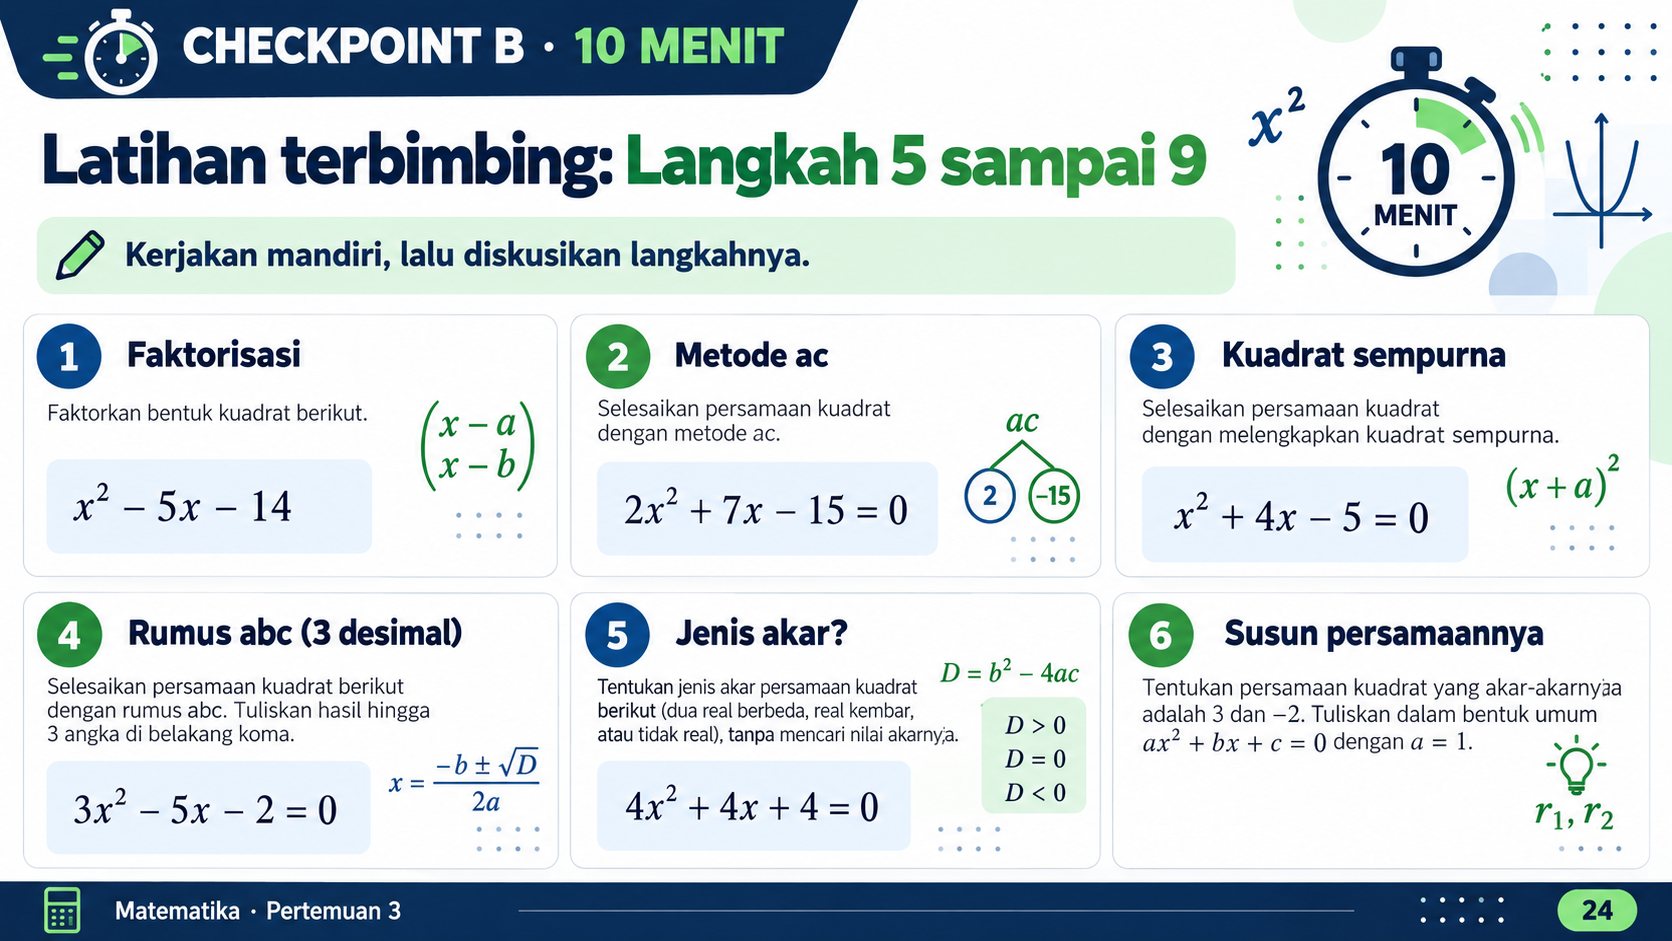 CHECKPOINT B · 10 MENIT
x²
10
MENIT
Latihan terbimbing: Langkah 5 sampai 9
Kerjakan mandiri, lalu diskusikan langkahnya.
1 Faktorisasi
Faktorkan bentuk kuadrat berikut.
x² − 5x − 14
(x − a
x − b)
2 Metode ac
Selesaikan persamaan kuadrat
dengan metode ac.
2x² + 7x − 15 = 0
ac
2 −15
3 Kuadrat sempurna
Selesaikan persamaan kuadrat
dengan melengkapkan kuadrat sempurna.
x² + 4x − 5 = 0
(x + a)²
4 Rumus abc (3 desimal)
Selesaikan persamaan kuadrat berikut
dengan rumus abc. Tuliskan hasil hingga
3 angka di belakang koma.
3x² − 5x − 2 = 0
x = (−b ± √D) / 2a
5 Jenis akar?
Tentukan jenis akar persamaan kuadrat
berikut (dua real berbeda, real kembar,
atau tidak real), tanpa mencari nilai akarnya.
4x² + 4x + 4 = 0
D = b² − 4ac
D > 0
D = 0
D < 0
6 Susun persamaannya
Tentukan persamaan kuadrat yang akar-akarnya
adalah 3 dan −2. Tuliskan dalam bentuk umum
ax² + bx + c = 0 dengan a = 1.
r₁, r₂
Matematika · Pertemuan 3
24